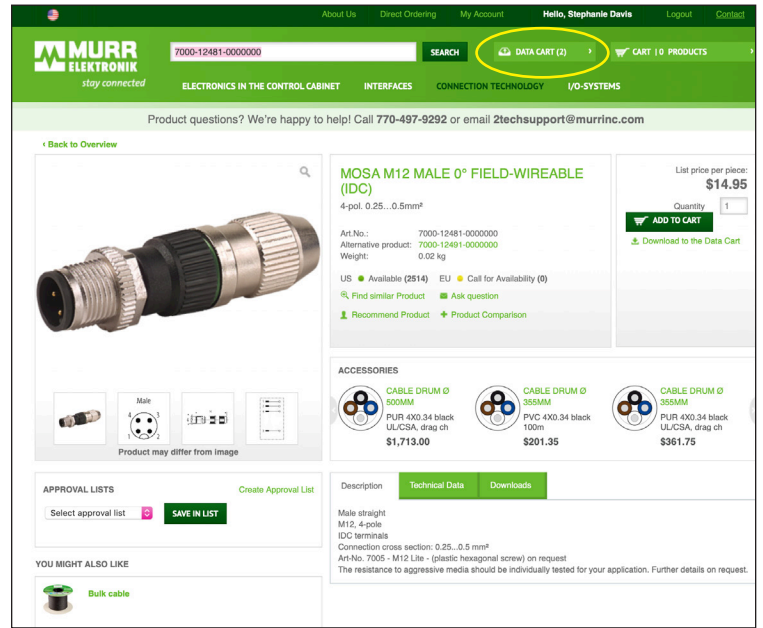 About Us Direct Ordering My Account Hello, Stephanie Davis Logout Contact
MURR
ELEKTRONIK
stay connected
7000-12481-0000000 SEARCH DATA CART (2) › CART | 0 PRODUCTS ›
ELECTRONICS IN THE CONTROL CABINET INTERFACES CONNECTION TECHNOLOGY I/O-SYSTEMS
Product questions? We're happy to help! Call 770-497-9292 or email 2techsupport@murrinc.com
‹ Back to Overview
MOSA M12 MALE 0° FIELD-WIREABLE
(IDC)
4-pol. 0.25...0.5mm²
Art.No.: 7000-12481-0000000
Alternative product: 7000-12491-0000000
Weight: 0.02 kg
US Available (2514) EU Call for Availability (0)
Find similar Product Ask question
Recommend Product Product Comparison
List price per piece:
$14.95
Quantity 1
ADD TO CART
Download to the Data Cart
Male
4 3
1 2
Product may differ from image
ACCESSORIES
CABLE DRUM Ø
500MM
PUR 4X0.34 black
UL/CSA, drag ch
$1,713.00
CABLE DRUM Ø
355MM
PVC 4X0.34 black
100m
$201.35
CABLE DRUM Ø
355MM
PUR 4X0.34 black
UL/CSA, drag ch
$361.75
APPROVAL LISTS Create Approval List
Select approval list SAVE IN LIST
YOU MIGHT ALSO LIKE
Bulk cable
Description Technical Data Downloads
Male straight
M12, 4-pole
IDC terminals
Connection cross section: 0.25...0.5 mm²
Art-No. 7005 - M12 Lite - (plastic hexagonal screw) on request
The resistance to aggressive media should be individually tested for your application. Further details on request.